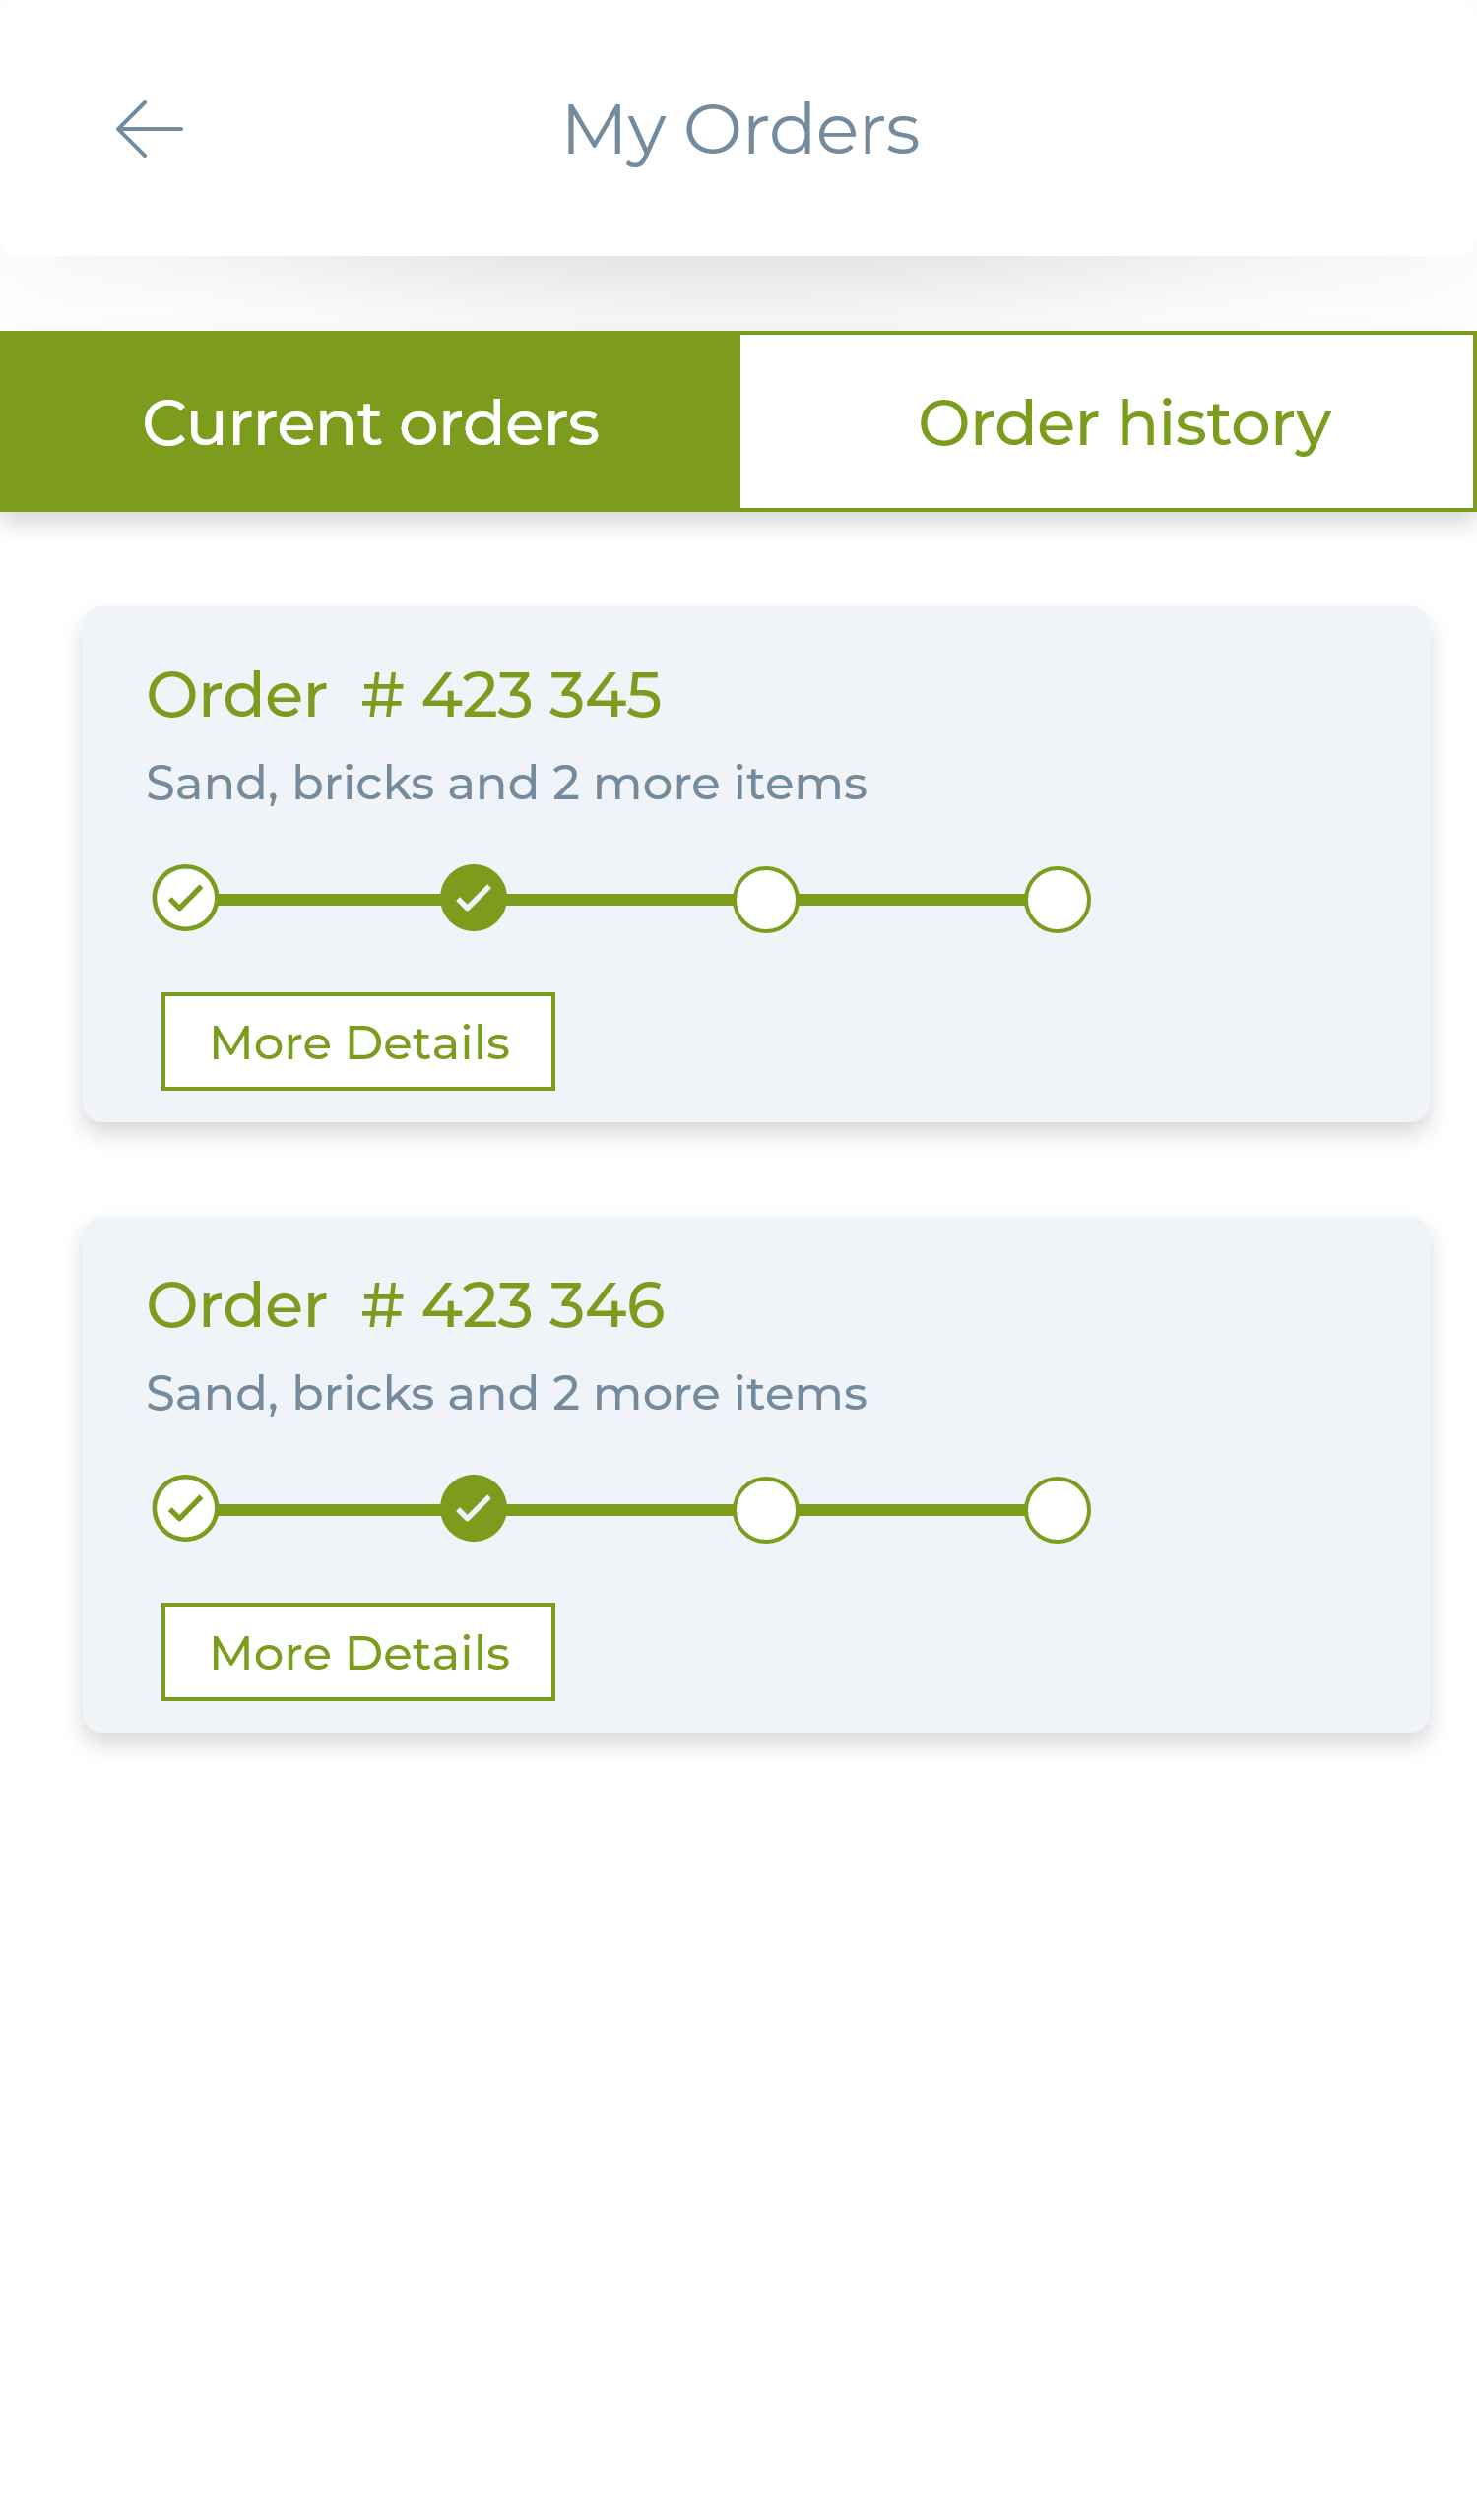 My Orders
Current orders
Order history
Order # 423 345
Sand, bricks and 2 more items
More Details
Order # 423 346
Sand, bricks and 2 more items
More Details